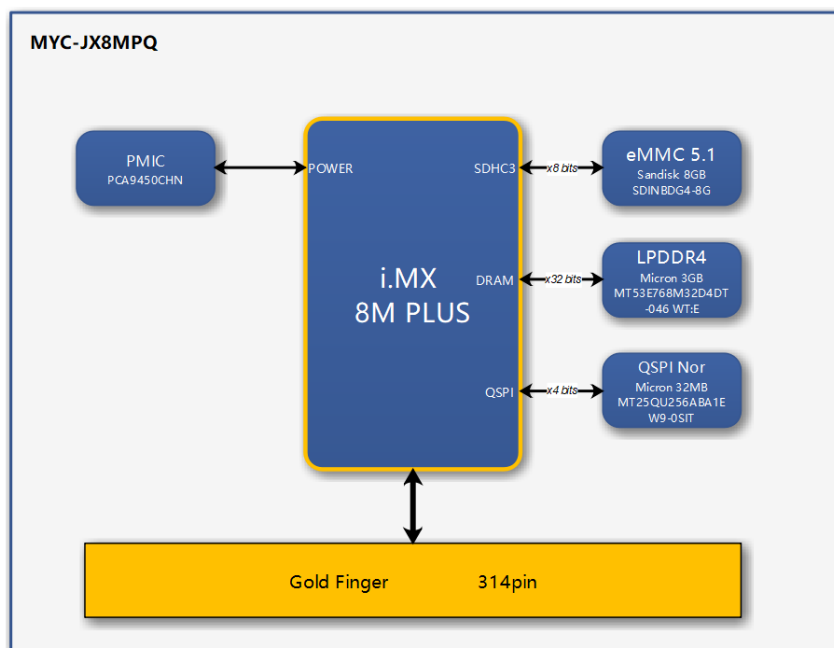 MYC-JX8MPQ
PMIC
PCA9450CHN
POWER
i.MX
8M PLUS
SDHC3
x8 bits
eMMC 5.1
Sandisk 8GB
SDINBDG4-8G
DRAM
x32 bits
LPDDR4
Micron 3GB
MT53E768M32D4DT
-046 WT:E
QSPI
x4 bits
QSPI Nor
Micron 32MB
MT25QU256ABA1E
W9-0SIT
Gold Finger 314pin